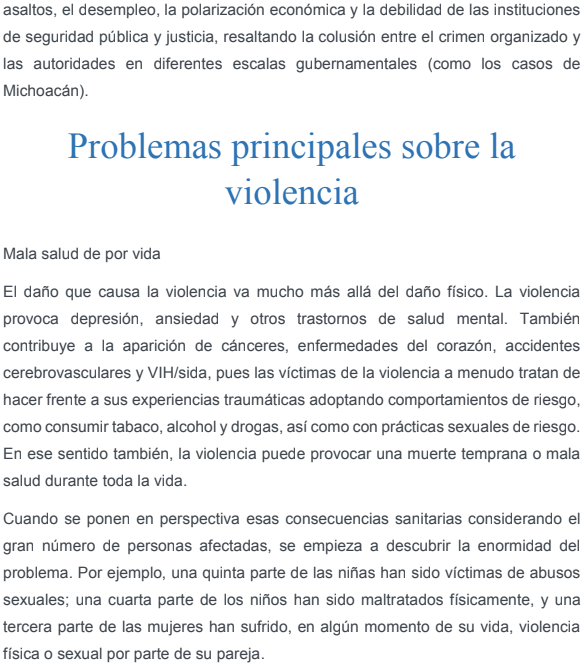 asaltos, el desempleo, la polarización económica y la debilidad de las instituciones
de seguridad pública y justicia, resaltando la colusión entre el crimen organizado y
las autoridades en diferentes escalas gubernamentales (como los casos de
Michoacán).
Problemas principales sobre la
violencia
Mala salud de por vida
El daño que causa la violencia va mucho más allá del daño físico. La violencia
provoca depresión, ansiedad y otros trastornos de salud mental. También
contribuye a la aparición de cánceres, enfermedades del corazón, accidentes
cerebrovasculares y VIH/sida, pues las víctimas de la violencia a menudo tratan de
hacer frente a sus experiencias traumáticas adoptando comportamientos de riesgo,
como consumir tabaco, alcohol y drogas, así como con prácticas sexuales de riesgo.
En ese sentido también, la violencia puede provocar una muerte temprana o mala
salud durante toda la vida.
Cuando se ponen en perspectiva esas consecuencias sanitarias considerando el
gran número de personas afectadas, se empieza a descubrir la enormidad del
problema. Por ejemplo, una quinta parte de las niñas han sido víctimas de abusos
sexuales; una cuarta parte de los niños han sido maltratados físicamente, y una
tercera parte de las mujeres han sufrido, en algún momento de su vida, violencia
física o sexual por parte de su pareja.